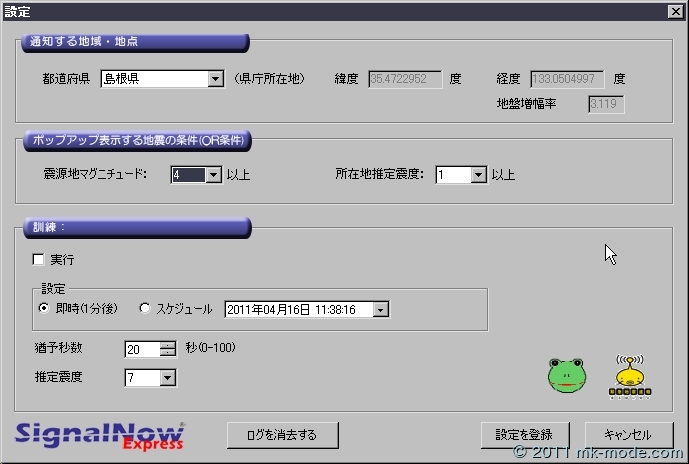 設定
通知する地域・地点
都道府県 島根県 (県庁所在地) 緯度 35.4722952 度 経度 133.0504997 度
地盤増幅率 3.119
ポップアップ表示する地震の条件(OR条件)
震源地マグニチュード: 4 以上 所在地推定震度: 1 以上
訓練：
実行
設定
即時(1分後) スケジュール 2011年04月16日 11:38:16
猶予秒数 20 秒(0-100)
推定震度 7
SignalNow Express
ログを消去する 設定を登録 キャンセル
© 2011 mk-mode.com